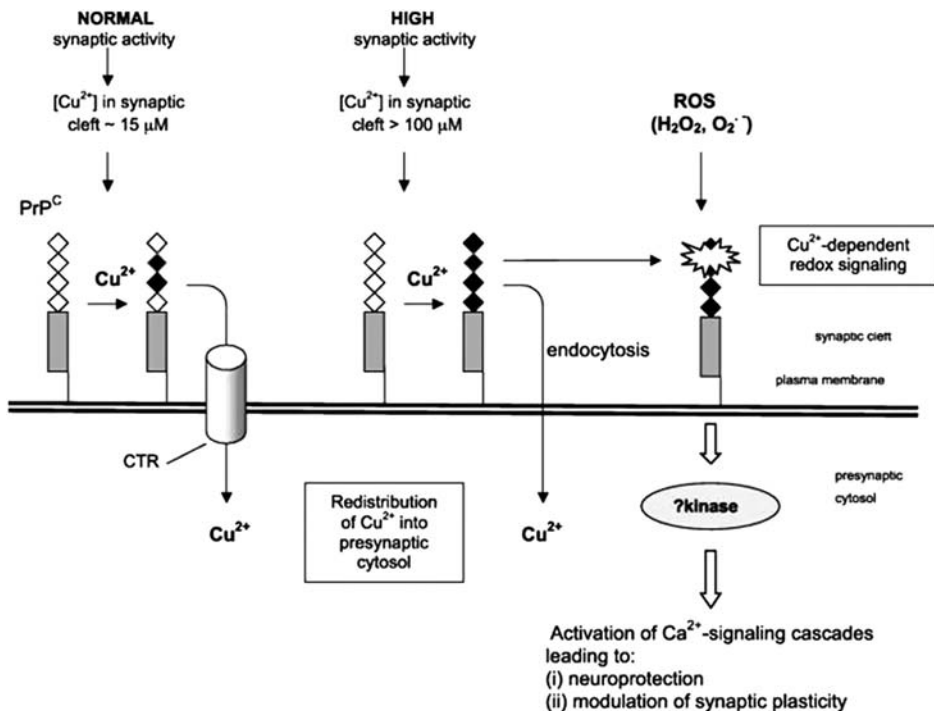 NORMAL
synaptic activity
[Cu²⁺] in synaptic
cleft ~ 15 μM
PrPᶜ
Cu²⁺
CTR
Cu²⁺
HIGH
synaptic activity
[Cu²⁺] in synaptic
cleft > 100 μM
Cu²⁺
endocytosis
Redistribution
of Cu²⁺ into
presynaptic
cytosol
Cu²⁺
ROS
(H₂O₂, O₂·⁻)
Cu²⁺-dependent
redox signaling
synaptic cleft
plasma membrane
presynaptic
cytosol
?kinase
Activation of Ca²⁺-signaling cascades
leading to:
(i) neuroprotection
(ii) modulation of synaptic plasticity